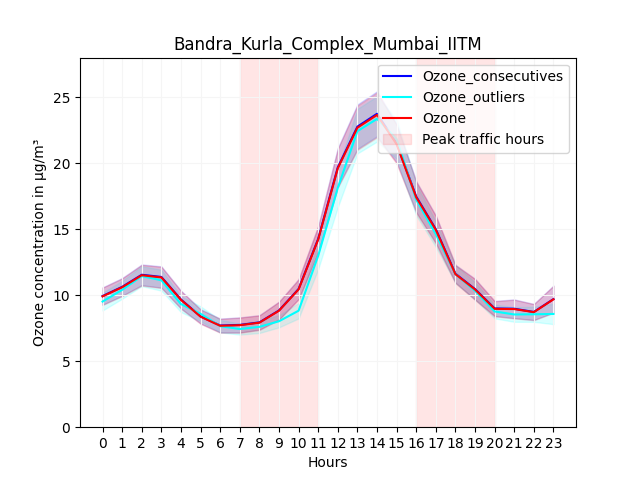 Bandra_Kurla_Complex_Mumbai_IITM
Ozone_consecutives
Ozone_outliers
Ozone
Peak traffic hours
Ozone concentration in µg/m³
25
20
15
10
5
0
0 1 2 3 4 5 6 7 8 9 10 11 12 13 14 15 16 17 18 19 20 21 22 23
Hours